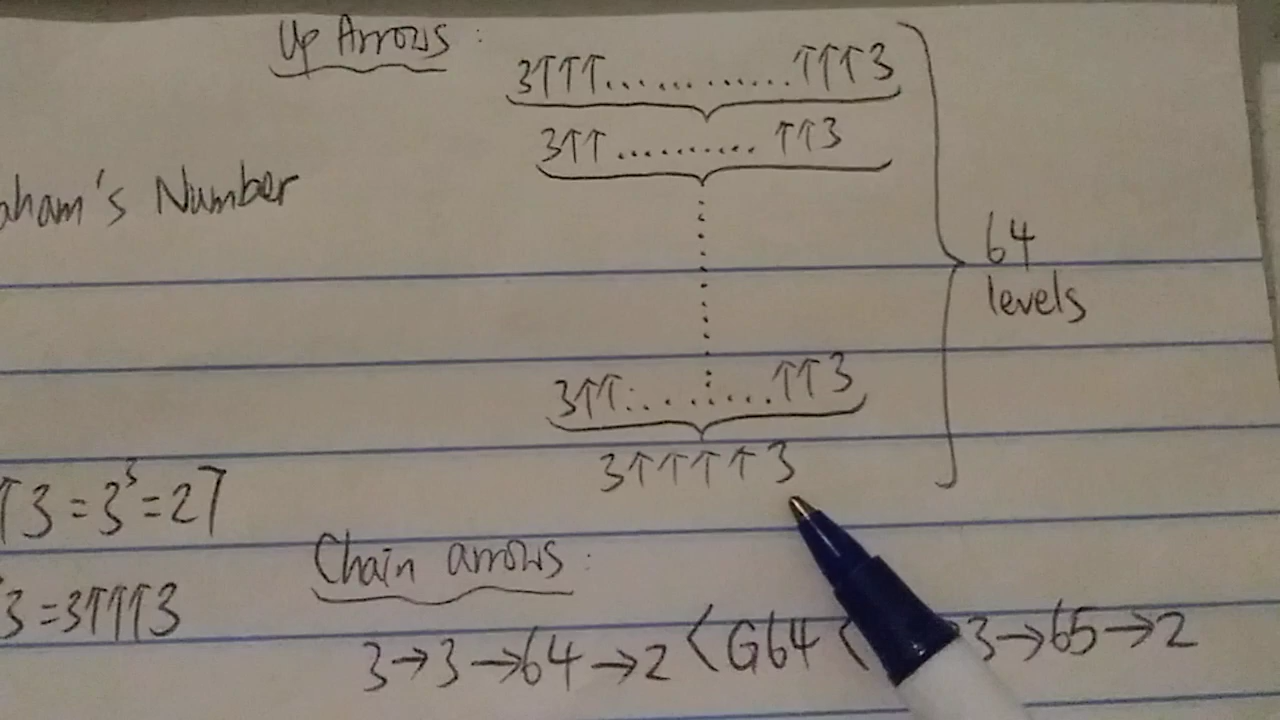 Up Arrows :
3↑↑↑............↑↑↑3
3↑↑..........↑↑3
aham's Number
64
levels
3↑↑.........↑↑3
3↑↑↑↑3
↑3=3³=27
Chain arrows :
3=3↑↑↑3
3→3→64→2<G64< →3→65→2